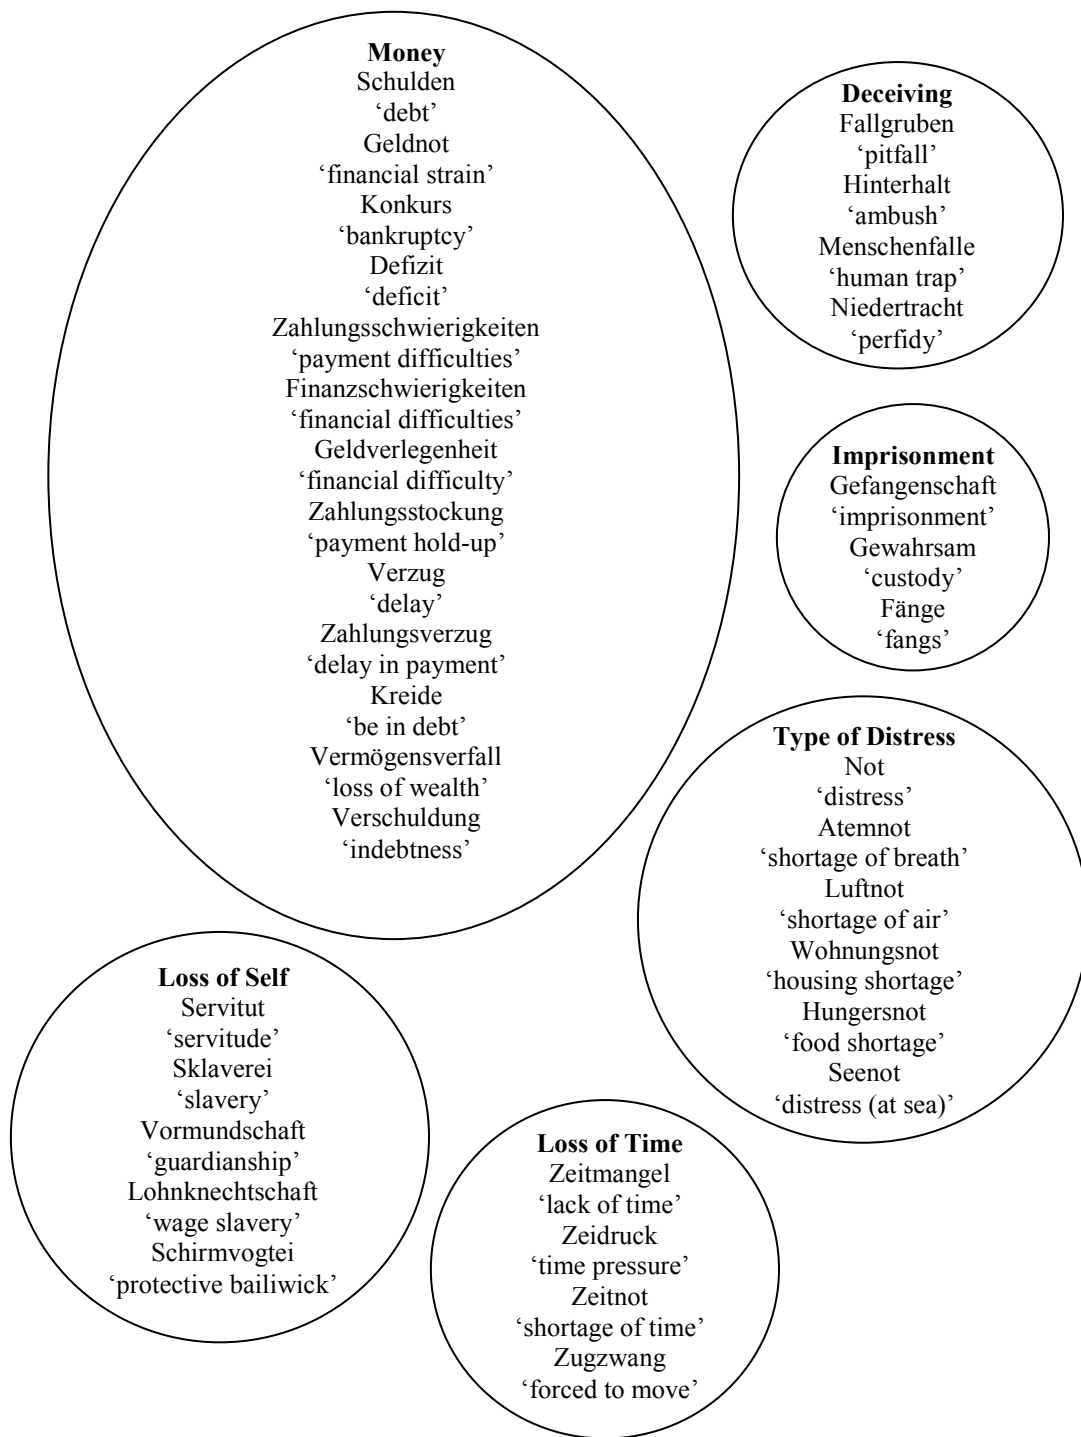 Money
Schulden
‘debt’
Geldnot
‘financial strain’
Konkurs
‘bankruptcy’
Defizit
‘deficit’
Zahlungsschwierigkeiten
‘payment difficulties’
Finanzschwierigkeiten
‘financial difficulties’
Geldverlegenheit
‘financial difficulty’
Zahlungsstockung
‘payment hold-up’
Verzug
‘delay’
Zahlungsverzug
‘delay in payment’
Kreide
‘be in debt’
Vermögensverfall
‘loss of wealth’
Verschuldung
‘indebtness’
Deceiving
Fallgruben
‘pitfall’
Hinterhalt
‘ambush’
Menschenfalle
‘human trap’
Niedertracht
‘perfidy’
Imprisonment
Gefangenschaft
‘imprisonment’
Gewahrsam
‘custody’
Fänge
‘fangs’
Type of Distress
Not
‘distress’
Atemnot
‘shortage of breath’
Luftnot
‘shortage of air’
Wohnungsnot
‘housing shortage’
Hungersnot
‘food shortage’
Seenot
‘distress (at sea)’
Loss of Self
Servitut
‘servitude’
Sklaverei
‘slavery’
Vormundschaft
‘guardianship’
Lohnknechtschaft
‘wage slavery’
Schirmvogtei
‘protective bailiwick’
Loss of Time
Zeitmangel
‘lack of time’
Zeidruck
‘time pressure’
Zeitnot
‘shortage of time’
Zugzwang
‘forced to move’